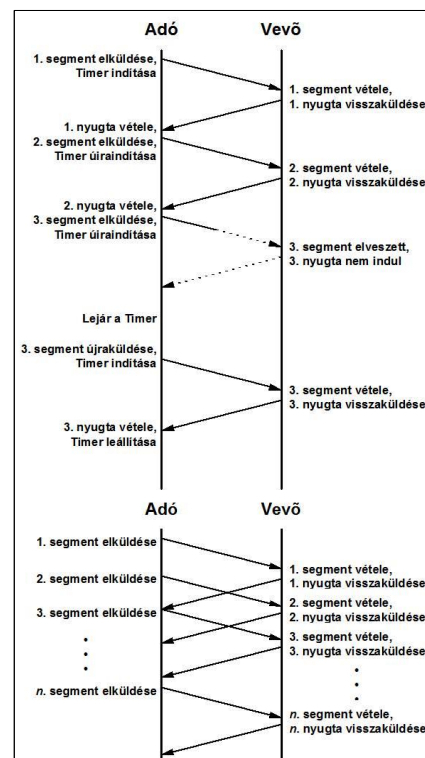 Adó Vevõ
1. segment elküldése,
Timer indítása
1. segment vétele,
1. nyugta visszaküldése
1. nyugta vétele,
2. segment elküldése,
Timer úiraindítása
2. segment vétele,
2. nyugta visszaküldése
2. nyugta vétele,
3. segment elküldése,
Timer úiraindítása
3. segment elveszett,
3. nyugta nem indul
Lejár a Timer
3. segment újraküldése,
Timer indítása
3. segment vétele,
3. nyugta visszaküldése
3. nyugta vétele,
Timer leállítása
Adó Vevõ
1. segment elküldése
1. segment vétele,
1. nyugta visszaküldése
2. segment elküldése
2. segment vétele,
2. nyugta visszaküldése
3. segment elküldése
3. segment vétele,
3. nyugta visszaküldése
n. segment elküldése
n. segment vétele,
n. nyugta visszaküldése